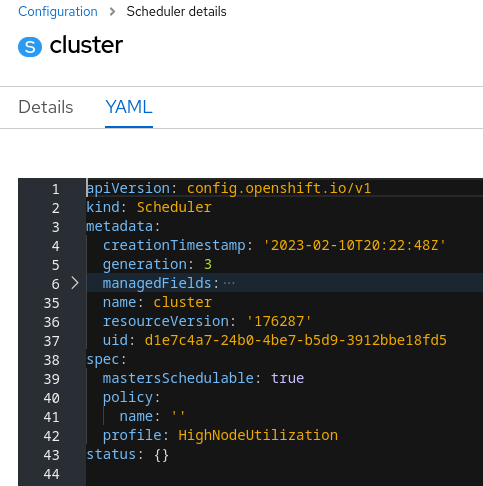 Configuration > Scheduler details
S cluster
Details YAML
1 apiVersion: config.openshift.io/v1
2 kind: Scheduler
3 metadata:
4 creationTimestamp: '2023-02-10T20:22:48Z'
5 generation: 3
6 > managedFields:···
35 name: cluster
36 resourceVersion: '176287'
37 uid: d1e7c4a7-24b0-4be7-b5d9-3912bbe18fd5
38 spec:
39 mastersSchedulable: true
40 policy:
41 name: ''
42 profile: HighNodeUtilization
43 status: {}
44